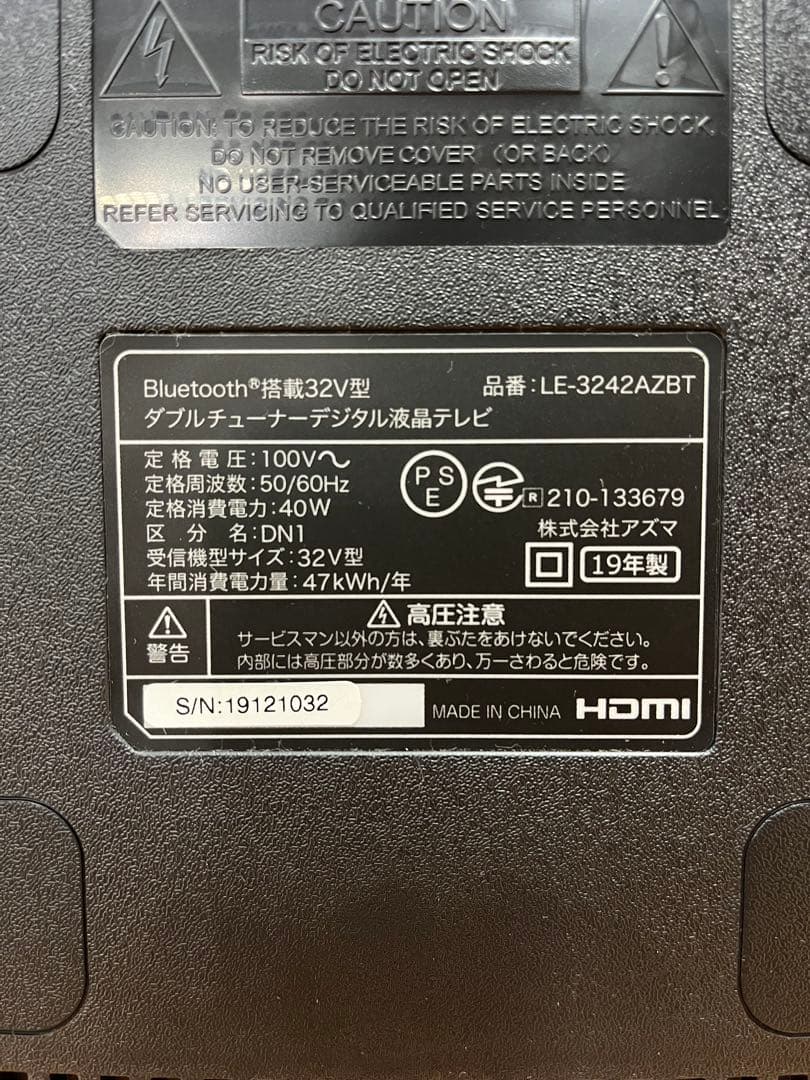 CAUTION
RISK OF ELECTRIC SHOCK
DO NOT OPEN
CAUTION: TO REDUCE THE RISK OF ELECTRIC SHOCK,
DO NOT REMOVE COVER (OR BACK)
NO USER-SERVICEABLE PARTS INSIDE
REFER SERVICING TO QUALIFIED SERVICE PERSONNEL
Bluetooth®搭載32V型 品番:LE-3242AZBT
ダブルチューナーデジタル液晶テレビ
定格電圧:100V〜
定格周波数:50/60Hz
定格消費電力:40W
区分名:DN1
受信機型サイズ:32V型
年間消費電力量:47kWh/年
PSE
R 210-133679
株式会社アズマ
19年製
警告
高圧注意
サービスマン以外の方は、裏ぶたをあけないでください。
内部には高圧部分が数多くあり、万一さわると危険です。
S/N:19121032
MADE IN CHINA HDMI